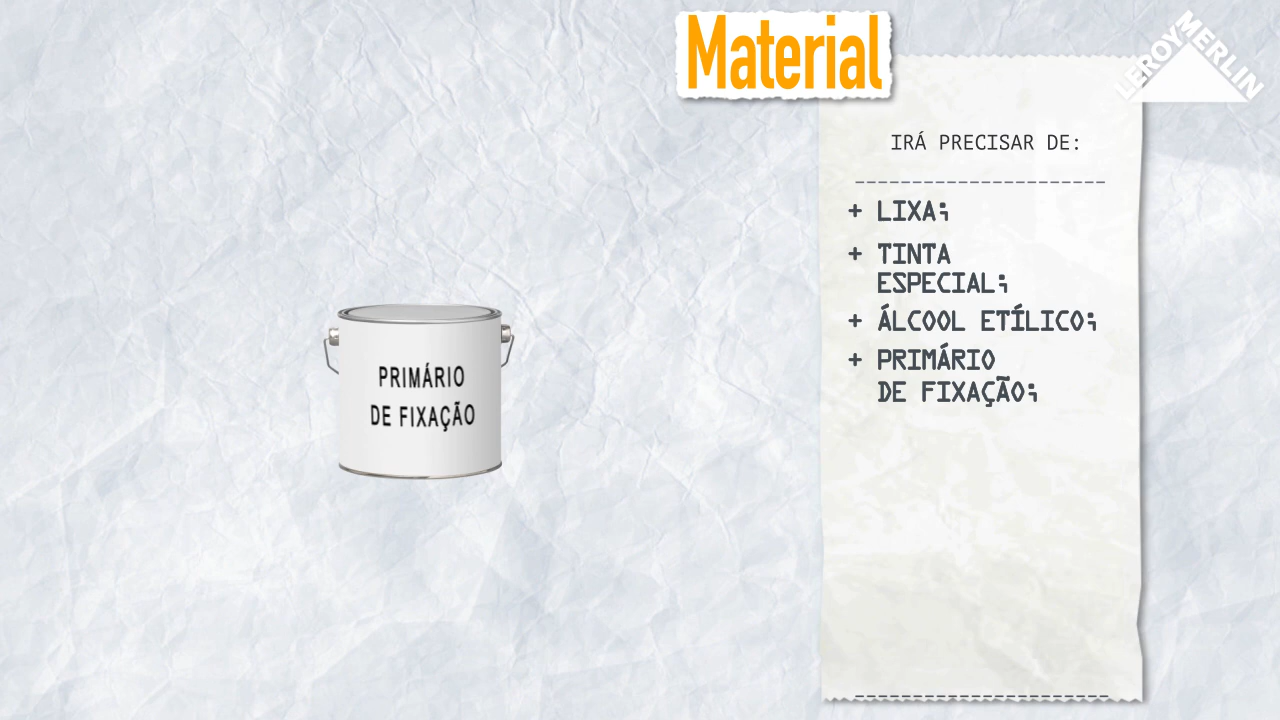 Material
LEROY MERLIN
IRÁ PRECISAR DE:
+ LIXA;
+ TINTA
ESPECIAL;
+ ÁLCOOL ETÍLICO;
+ PRIMÁRIO
DE FIXAÇÃO;
PRIMÁRIO
DE FIXAÇÃO